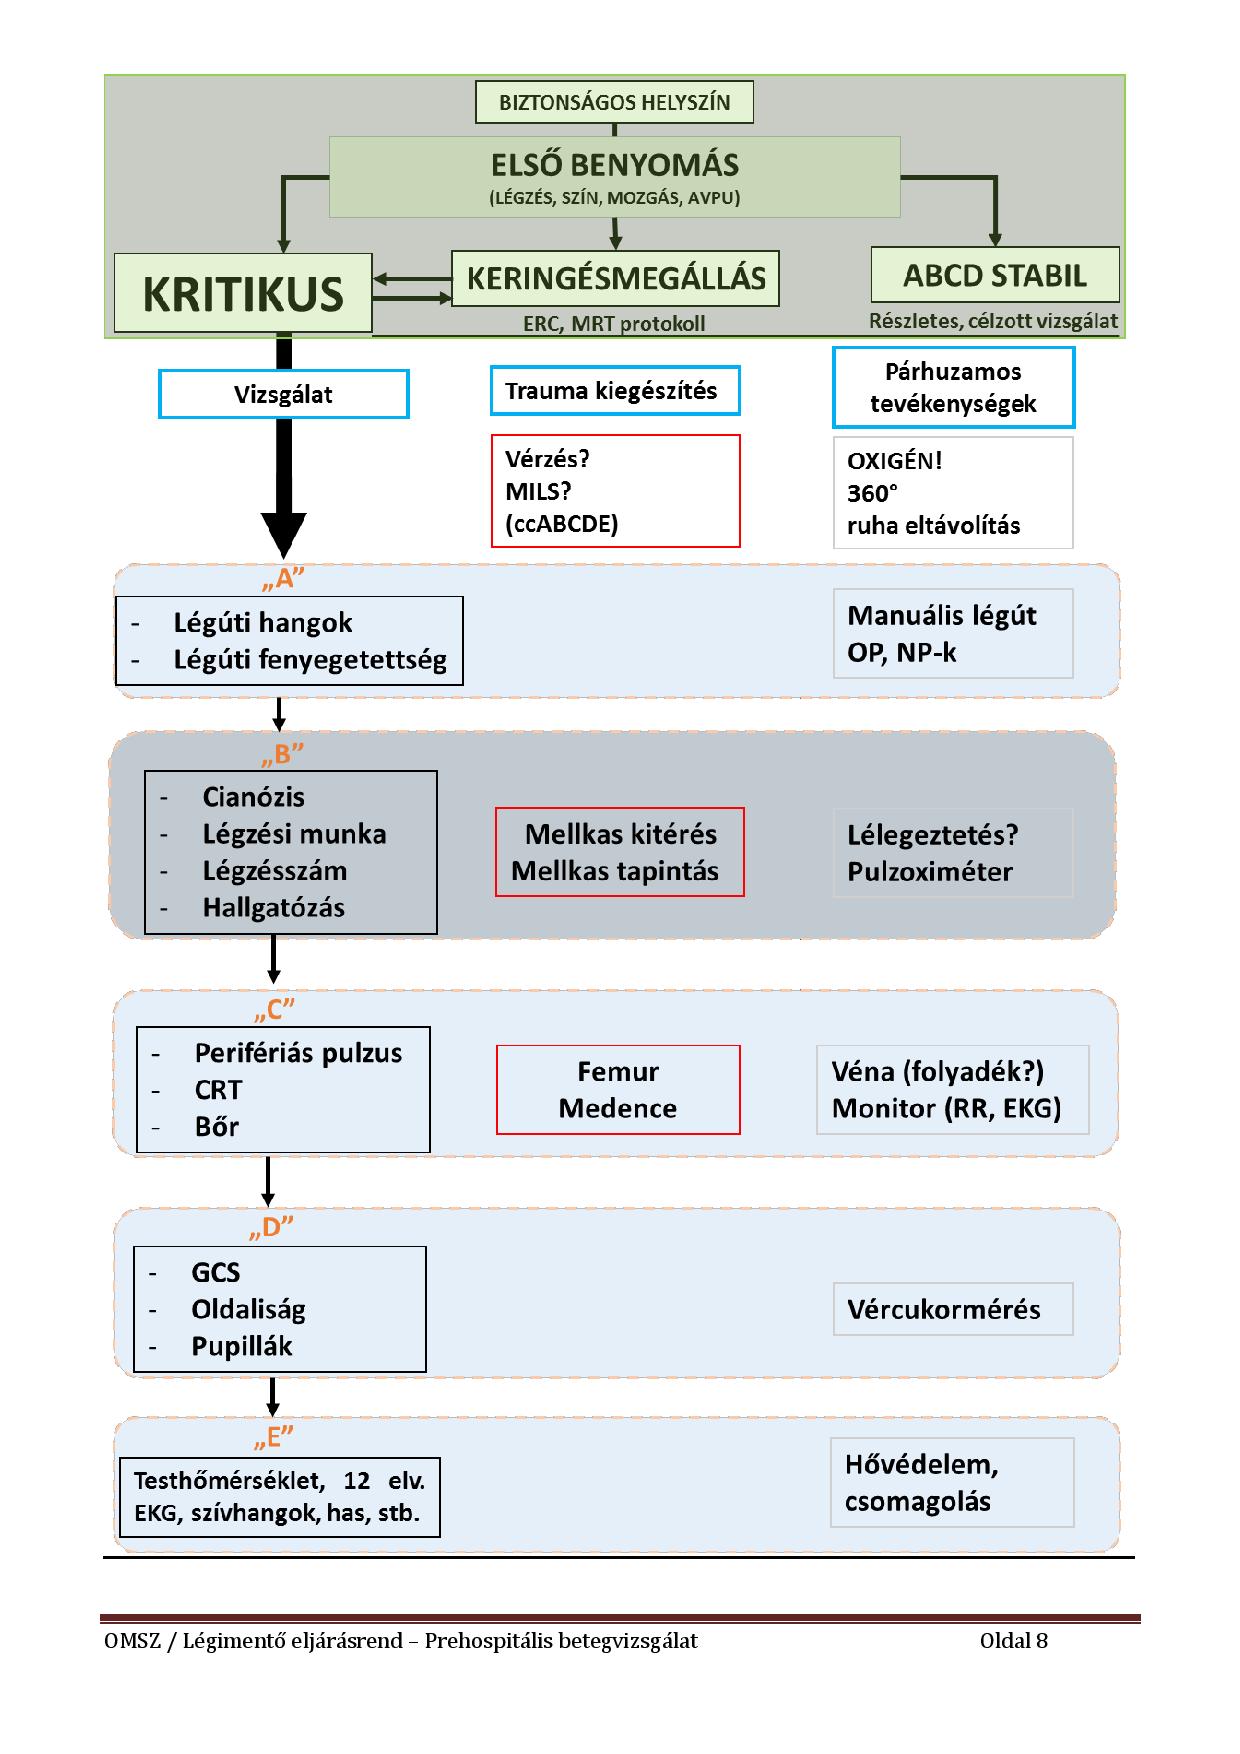 BIZTONSÁGOS HELYSZÍN
ELSŐ BENYOMÁS
(LÉGZÉS, SZÍN, MOZGÁS, AVPU)
KRITIKUS
KERINGÉSMEGÁLLÁS
ERC, MRT protokoll
ABCD STABIL
Részletes, célzott vizsgálat
Vizsgálat
Trauma kiegészítés
Párhuzamos
tevékenységek
Vérzés?
MILS?
(ccABCDE)
OXIGÉN!
360°
ruha eltávolítás
„A”
- Légúti hangok
- Légúti fenyegetettség
Manuális légút
OP, NP-k
„B”
- Cianózis
- Légzési munka
- Légzésszám
- Hallgatózás
Mellkas kitérés
Mellkas tapintás
Lélegeztetés?
Pulzoximéter
„C”
- Perifériás pulzus
- CRT
- Bőr
Femur
Medence
Véna (folyadék?)
Monitor (RR, EKG)
„D”
- GCS
- Oldaliság
- Pupillák
Vércukormérés
„E”
Testhőmérséklet, 12 elv.
EKG, szívhangok, has, stb.
Hővédelem,
csomagolás
OMSZ / Légimentő eljárásrend – Prehospitális betegvizsgálat Oldal 8